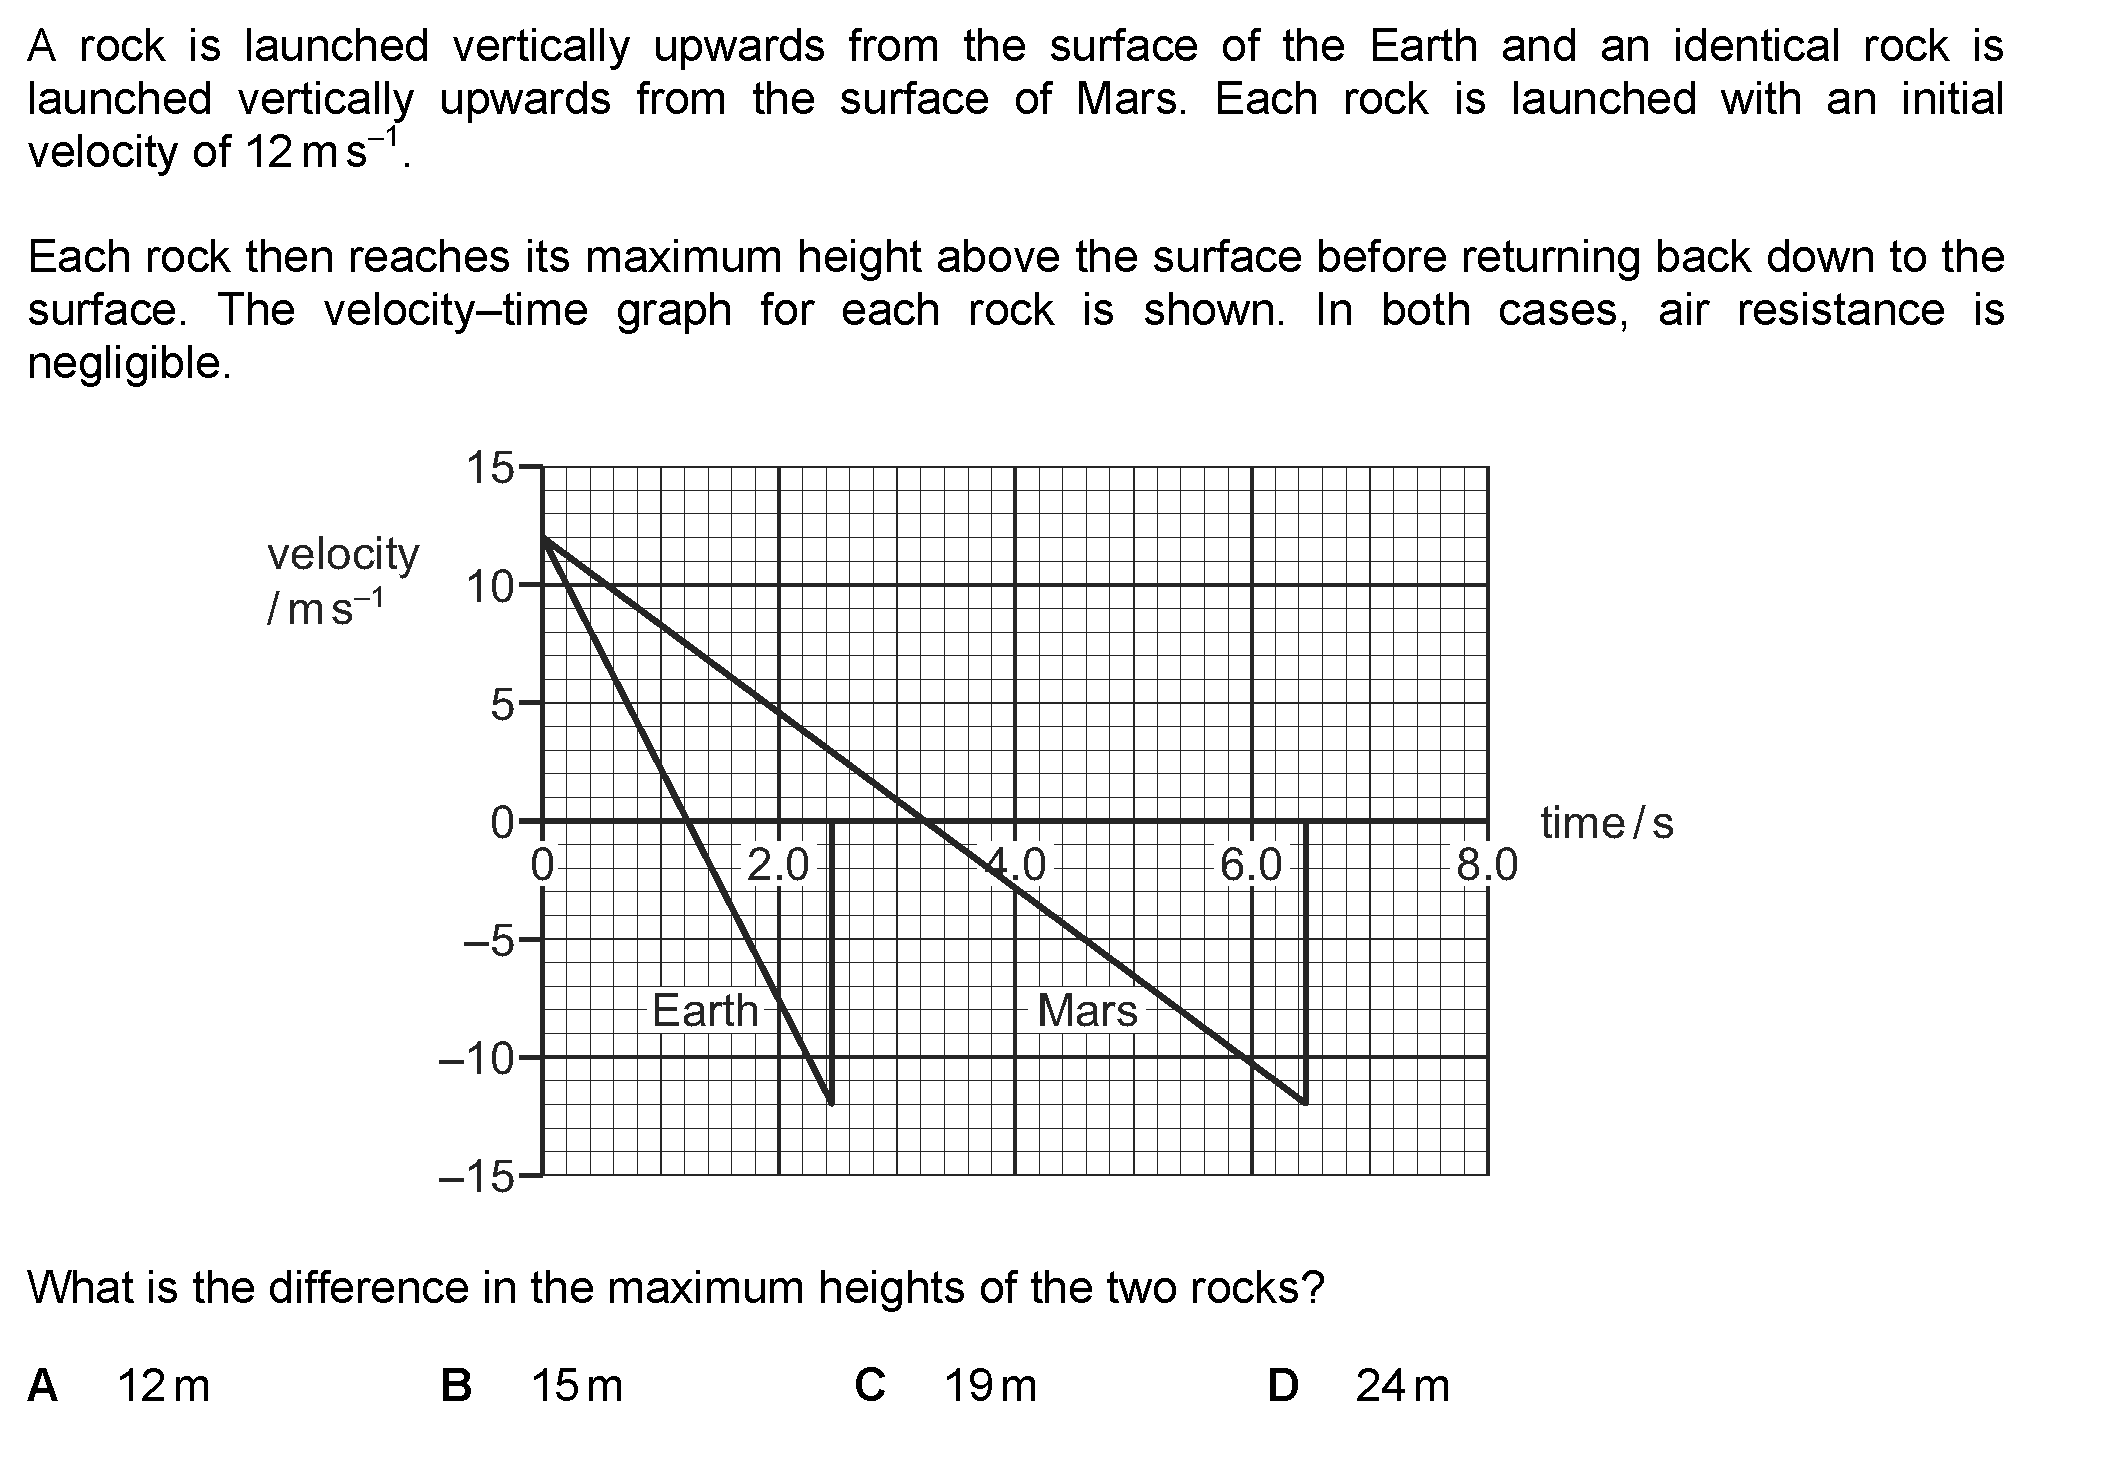 A rock is launched vertically upwards from the surface of the Earth and an identical rock is
launched vertically upwards from the surface of Mars. Each rock is launched with an initial
velocity of 12 m s⁻¹.
Each rock then reaches its maximum height above the surface before returning back down to the
surface. The velocity–time graph for each rock is shown. In both cases, air resistance is
negligible.
15
velocity
/ m s⁻¹
10
5
0
time / s
0 2.0 4.0 6.0 8.0
–5
Earth Mars
–10
–15
What is the difference in the maximum heights of the two rocks?
A 12 m B 15 m C 19 m D 24 m